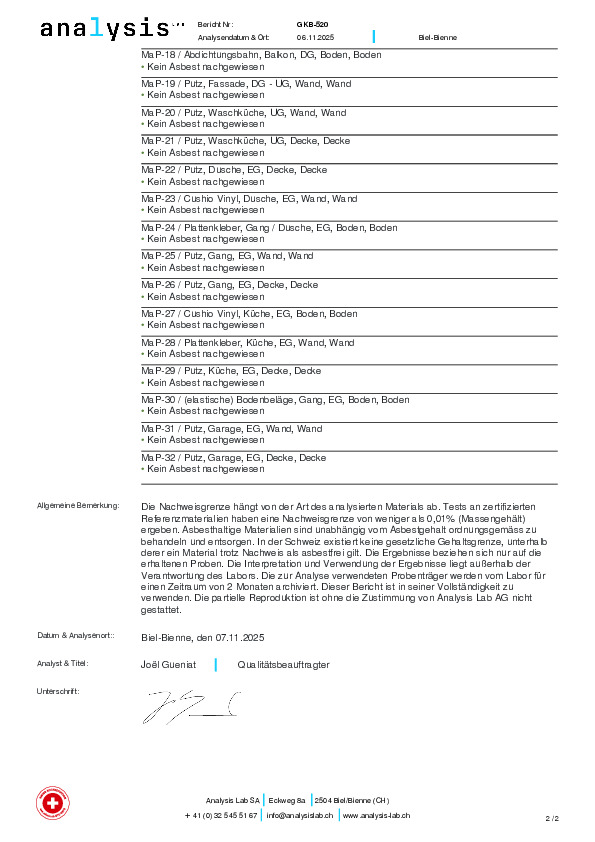 analysis
Bericht Nr: GKB-520
Analysendatum & Ort: 06.11.2025 Biel-Bienne
MaP-18 / Abdichtungsbahn, Balkon, DG, Boden, Boden
• Kein Asbest nachgewiesen
MaP-19 / Putz, Fassade, DG - UG, Wand, Wand
• Kein Asbest nachgewiesen
MaP-20 / Putz, Waschküche, UG, Wand, Wand
• Kein Asbest nachgewiesen
MaP-21 / Putz, Waschküche, UG, Decke, Decke
• Kein Asbest nachgewiesen
MaP-22 / Putz, Dusche, EG, Decke, Decke
• Kein Asbest nachgewiesen
MaP-23 / Cushio Vinyl, Dusche, EG, Wand, Wand
• Kein Asbest nachgewiesen
MaP-24 / Plattenkleber, Gang / Dusche, EG, Boden, Boden
• Kein Asbest nachgewiesen
MaP-25 / Putz, Gang, EG, Wand, Wand
• Kein Asbest nachgewiesen
MaP-26 / Putz, Gang, EG, Decke, Decke
• Kein Asbest nachgewiesen
MaP-27 / Cushio Vinyl, Küche, EG, Boden, Boden
• Kein Asbest nachgewiesen
MaP-28 / Plattenkleber, Küche, EG, Wand, Wand
• Kein Asbest nachgewiesen
MaP-29 / Putz, Küche, EG, Decke, Decke
• Kein Asbest nachgewiesen
MaP-30 / (elastische) Bodenbeläge, Gang, EG, Boden, Boden
• Kein Asbest nachgewiesen
MaP-31 / Putz, Garage, EG, Wand, Wand
• Kein Asbest nachgewiesen
MaP-32 / Putz, Garage, EG, Decke, Decke
• Kein Asbest nachgewiesen
Allgemeine Bemerkung: Die Nachweisgrenze hängt von der Art des analysierten Materials ab. Tests an zertifizierten
Referenzmaterialien haben eine Nachweisgrenze von weniger als 0,01% (Massengehält)
ergeben. Asbesthaltige Materialien sind unabhängig vom Asbestgehalt ordnungsgemäss zu
behandeln und entsorgen. In der Schweiz existiert keine gesetzliche Gehaltsgrenze, unterhalb
derer ein Material trotz Nachweis als asbestfrei gilt. Die Ergebnisse beziehen sich nur auf die
erhaltenen Proben. Die Interpretation und Verwendung der Ergebnisse liegt außerhalb der
Verantwortung des Labors. Die zur Analyse verwendeten Probenträger werden vom Labor für
einen Zeitraum von 2 Monaten archiviert. Dieser Bericht ist in seiner Vollständigkeit zu
verwenden. Die partielle Reproduktion ist ohne die Zustimmung von Analysis Lab AG nicht
gestattet.
Datum & Analysenort:: Biel-Bienne, den 07.11.2025
Analyst & Titel: Joël Gueniat Qualitätsbeauftragter
Unterschrift:
Analysis Lab SA Eckweg 8a 2504 Biel/Bienne (CH)
+ 41 (0) 32 545 51 67 info@analysislab.ch www.analysis-lab.ch
2 / 2